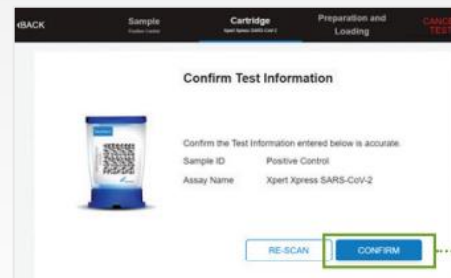 ‹BACK
Sample
Positive Control
Cartridge
Xpert Xpress SARS-CoV-2
Preparation and
Loading
CANCEL
TEST
Confirm Test Information
Confirm the Test Information entered below is accurate.
Sample ID Positive Control
Assay Name Xpert Xpress SARS-CoV-2
RE-SCAN
CONFIRM